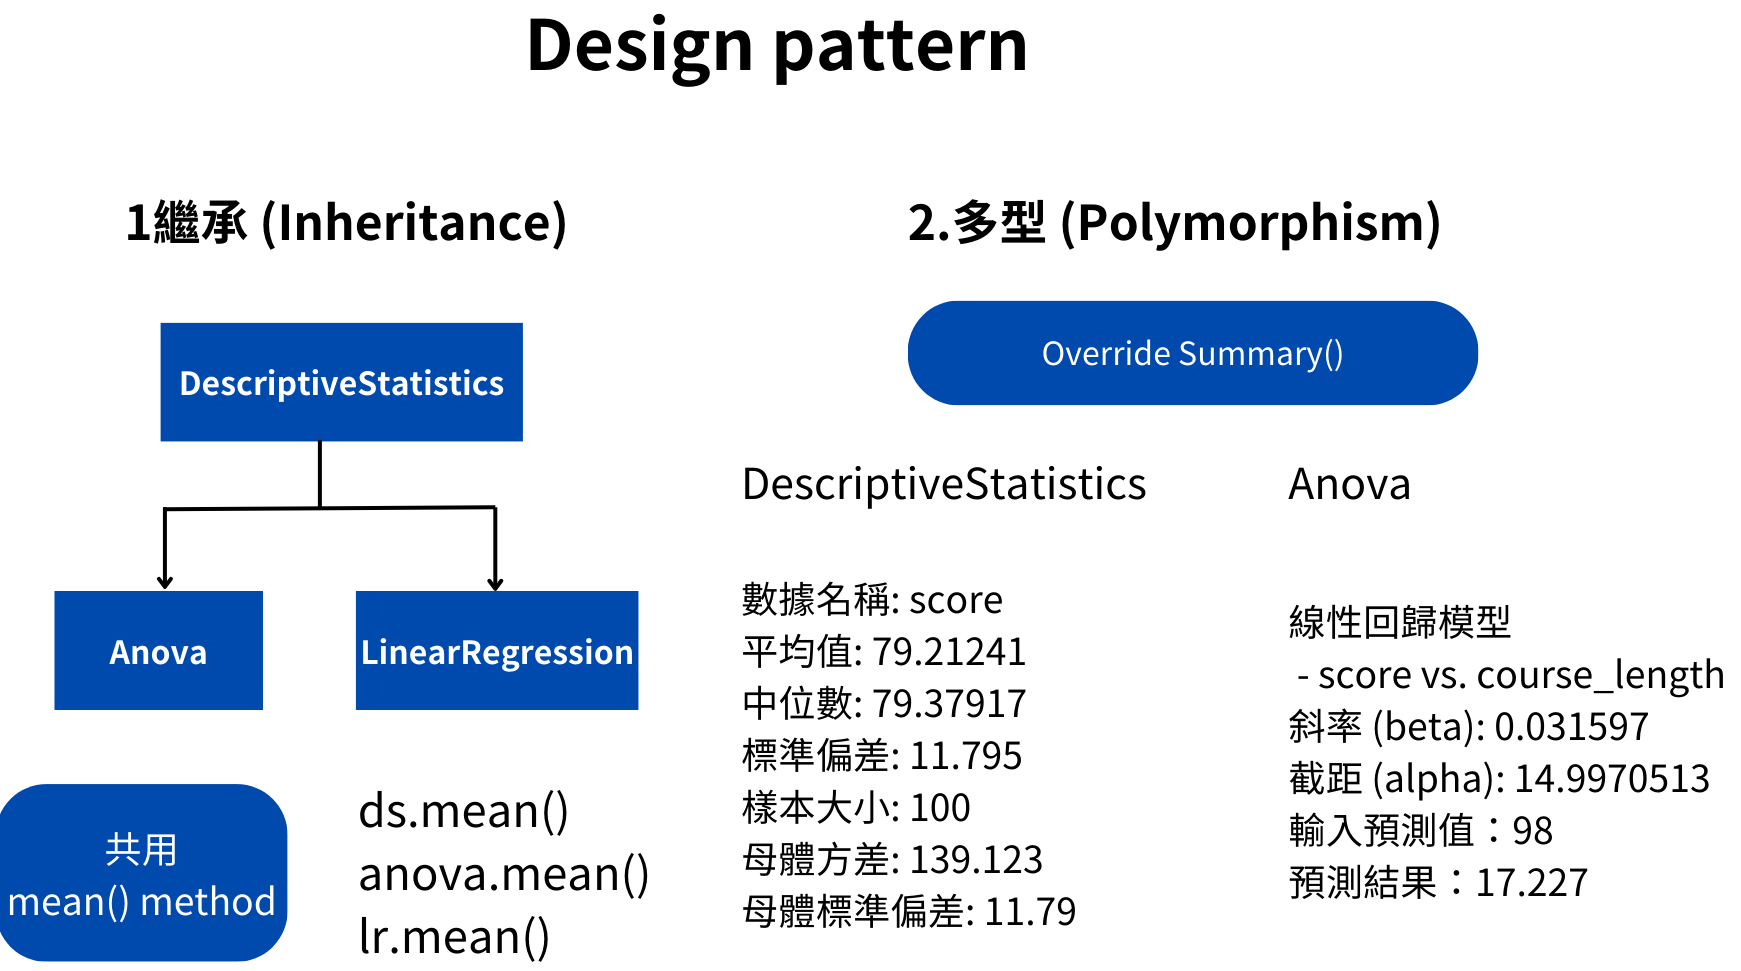 Design pattern
1繼承 (Inheritance)
DescriptiveStatistics
Anova
LinearRegression
共用
mean() method
ds.mean()
anova.mean()
lr.mean()
2.多型 (Polymorphism)
Override Summary()
DescriptiveStatistics
數據名稱: score
平均值: 79.21241
中位數: 79.37917
標準偏差: 11.795
樣本大小: 100
母體方差: 139.123
母體標準偏差: 11.79
Anova
線性回歸模型
- score vs. course_length
斜率 (beta): 0.031597
截距 (alpha): 14.9970513
輸入預測值：98
預測結果：17.227